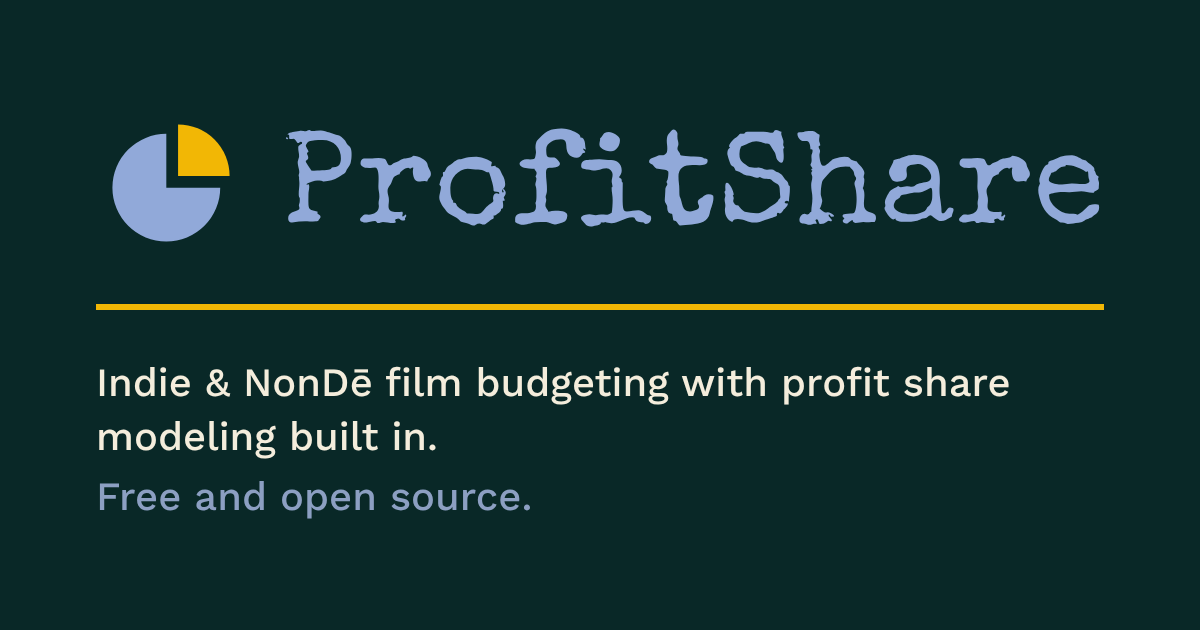 ProfitShare
Indie & NonDē film budgeting with profit share
modeling built in.
Free and open source.